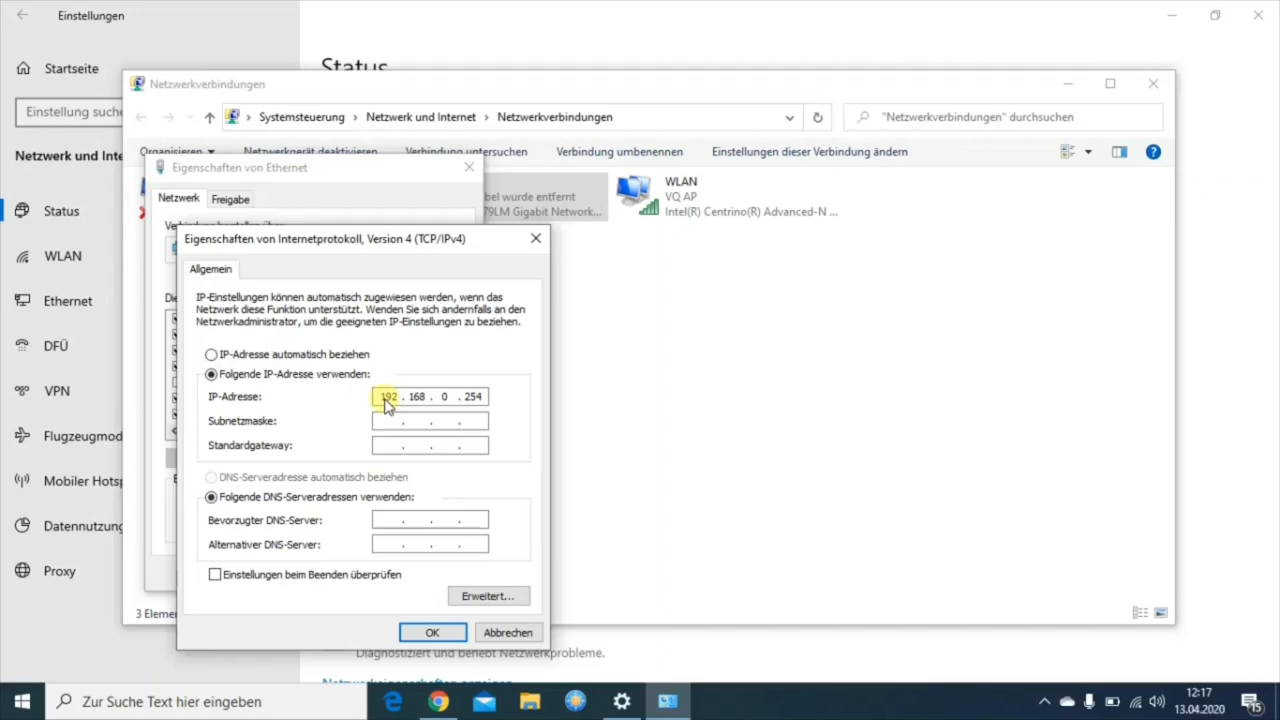 Einstellungen
Startseite
Einstellung suche
Netzwerk und Inte
Status
WLAN
Ethernet
DFÜ
VPN
Flugzeugmod
Mobiler Hotsp
Datennutzung
Proxy
Status
Netzwerkverbindungen
Systemsteuerung > Netzwerk und Internet > Netzwerkverbindungen
"Netzwerkverbindungen" durchsuchen
Organisieren Netzwerkgerät deaktivieren Verbindung untersuchen Verbindung umbenennen Einstellungen dieser Verbindung ändern
bel wurde entfernt
79LM Gigabit Network...
WLAN
VQ AP
Intel(R) Centrino(R) Advanced-N ...
3 Elemen
Eigenschaften von Ethernet
Netzwerk Freigabe
Verbindung herstellen über:
Die
Eigenschaften von Internetprotokoll, Version 4 (TCP/IPv4)
Allgemein
IP-Einstellungen können automatisch zugewiesen werden, wenn das
Netzwerk diese Funktion unterstützt. Wenden Sie sich andernfalls an den
Netzwerkadministrator, um die geeigneten IP-Einstellungen zu beziehen.
IP-Adresse automatisch beziehen
Folgende IP-Adresse verwenden:
IP-Adresse: 192 . 168 . 0 . 254
Subnetzmaske: . . .
Standardgateway: . . .
DNS-Serveradresse automatisch beziehen
Folgende DNS-Serveradressen verwenden:
Bevorzugter DNS-Server: . . .
Alternativer DNS-Server: . . .
Einstellungen beim Beenden überprüfen
Erweitert...
OK Abbrechen
Diagnostiziert und behebt Netzwerkprobleme.
Netzwerkeigenschaften anzeigen
Zur Suche Text hier eingeben
12:17
13.04.2020
15